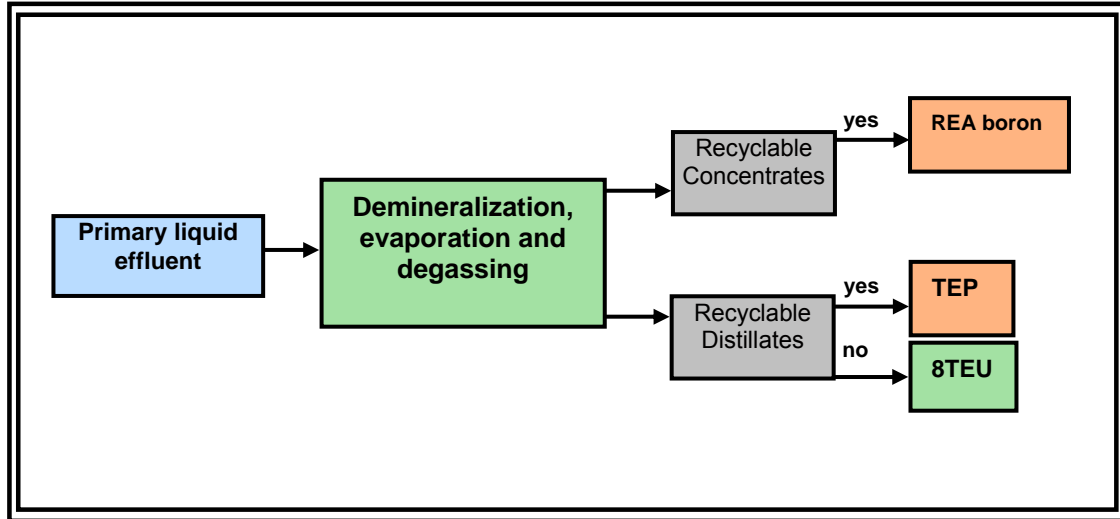 Primary liquid
effluent
Demineralization,
evaporation and
degassing
Recyclable
Concentrates
yes
REA boron
Recyclable
Distillates
yes
TEP
no
8TEU